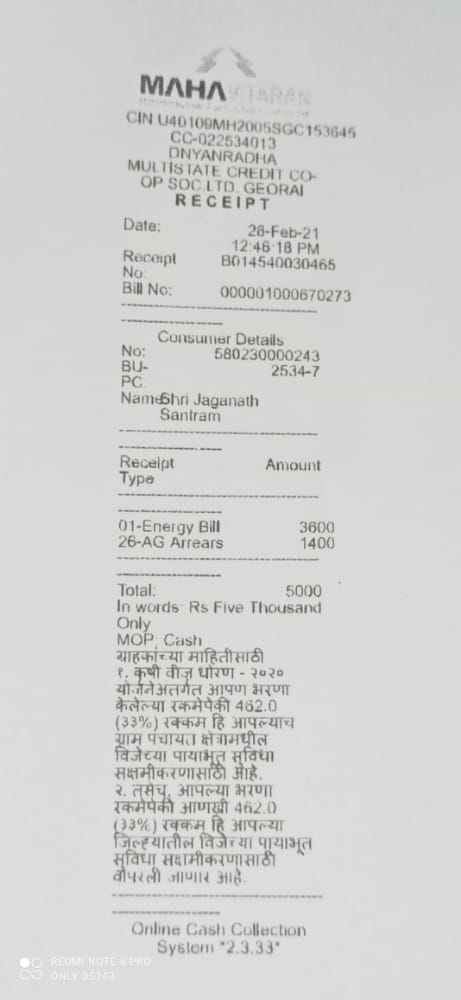 MAHAVITARAN
CIN U40109MH2005SGC153645
CC-022534013
DNYANRADHA
MULTISTATE CREDIT CO-
OP SOC.LTD. GEORAI
RECEIPT
Date: 26-Feb-21
12:46:18 PM
Receipt B014540030465
No:
Bill No: 000001000670273
Consumer Details
No: 580230000243
BU- 2534-7
PC:
Name: Shri Jaganath
Santram
Receipt Amount
Type
01-Energy Bill 3600
26-AG Arrears 1400
Total: 5000
In words: Rs Five Thousand
Only
MOP: Cash
ग्राहकांच्या माहितीसाठी
१. कृषी वीज धोरण - २०२०
योजनेअंतर्गत आपण भरणा
केलेल्या रकमेपैकी 462.0
(33%) रक्कम हि आपल्याच
ग्राम पंचायत क्षेत्रामधील
विजेच्या पायाभूत सुविधा
सक्षमीकरणासाठी आहे.
२. तसेच, आपल्या भरणा
रकमेपैकी आणखी 462.0
(33%) रक्कम हि आपल्या
जिल्ह्यातील विजेच्या पायाभूत
सुविधा सक्षमीकरणासाठी
वापरली जाणार आहे.
Online Cash Collection
System *2.3.33*
REDMI NOTE 8 PRO
ONLY DS143